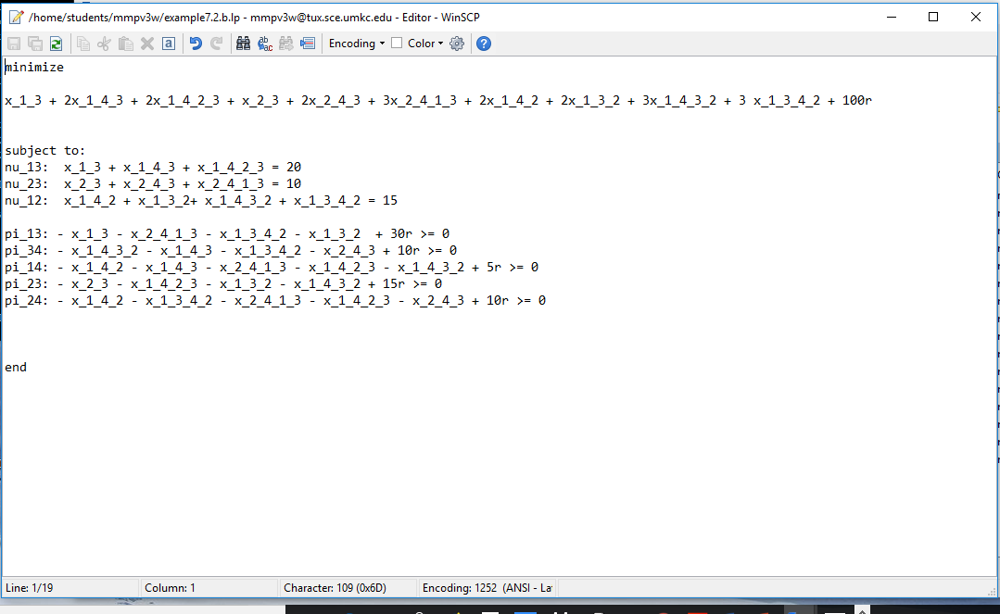 /home/students/mmpv3w/example7.2.b.lp - mmpv3w@tux.sce.umkc.edu - Editor - WinSCP
Encoding Color
minimize
x_1_3 + 2x_1_4_3 + 2x_1_4_2_3 + x_2_3 + 2x_2_4_3 + 3x_2_4_1_3 + 2x_1_4_2 + 2x_1_3_2 + 3x_1_4_3_2 + 3 x_1_3_4_2 + 100r
subject to:
nu_13:  x_1_3 + x_1_4_3 + x_1_4_2_3 = 20
nu_23:  x_2_3 + x_2_4_3 + x_2_4_1_3 = 10
nu_12:  x_1_4_2 + x_1_3_2+ x_1_4_3_2 + x_1_3_4_2 = 15
pi_13: - x_1_3 - x_2_4_1_3 - x_1_3_4_2 - x_1_3_2  + 30r >= 0
pi_34: - x_1_4_3_2 - x_1_4_3 - x_1_3_4_2 - x_2_4_3 + 10r >= 0
pi_14: - x_1_4_2 - x_1_4_3 - x_2_4_1_3 - x_1_4_2_3 - x_1_4_3_2 + 5r >= 0
pi_23: - x_2_3 - x_1_4_2_3 - x_1_3_2 - x_1_4_3_2 + 15r >= 0
pi_24: - x_1_4_2 - x_1_3_4_2 - x_2_4_1_3 - x_1_4_2_3 - x_2_4_3 + 10r >= 0
end
Line: 1/19 Column: 1 Character: 109 (0x6D) Encoding: 1252 (ANSI - La